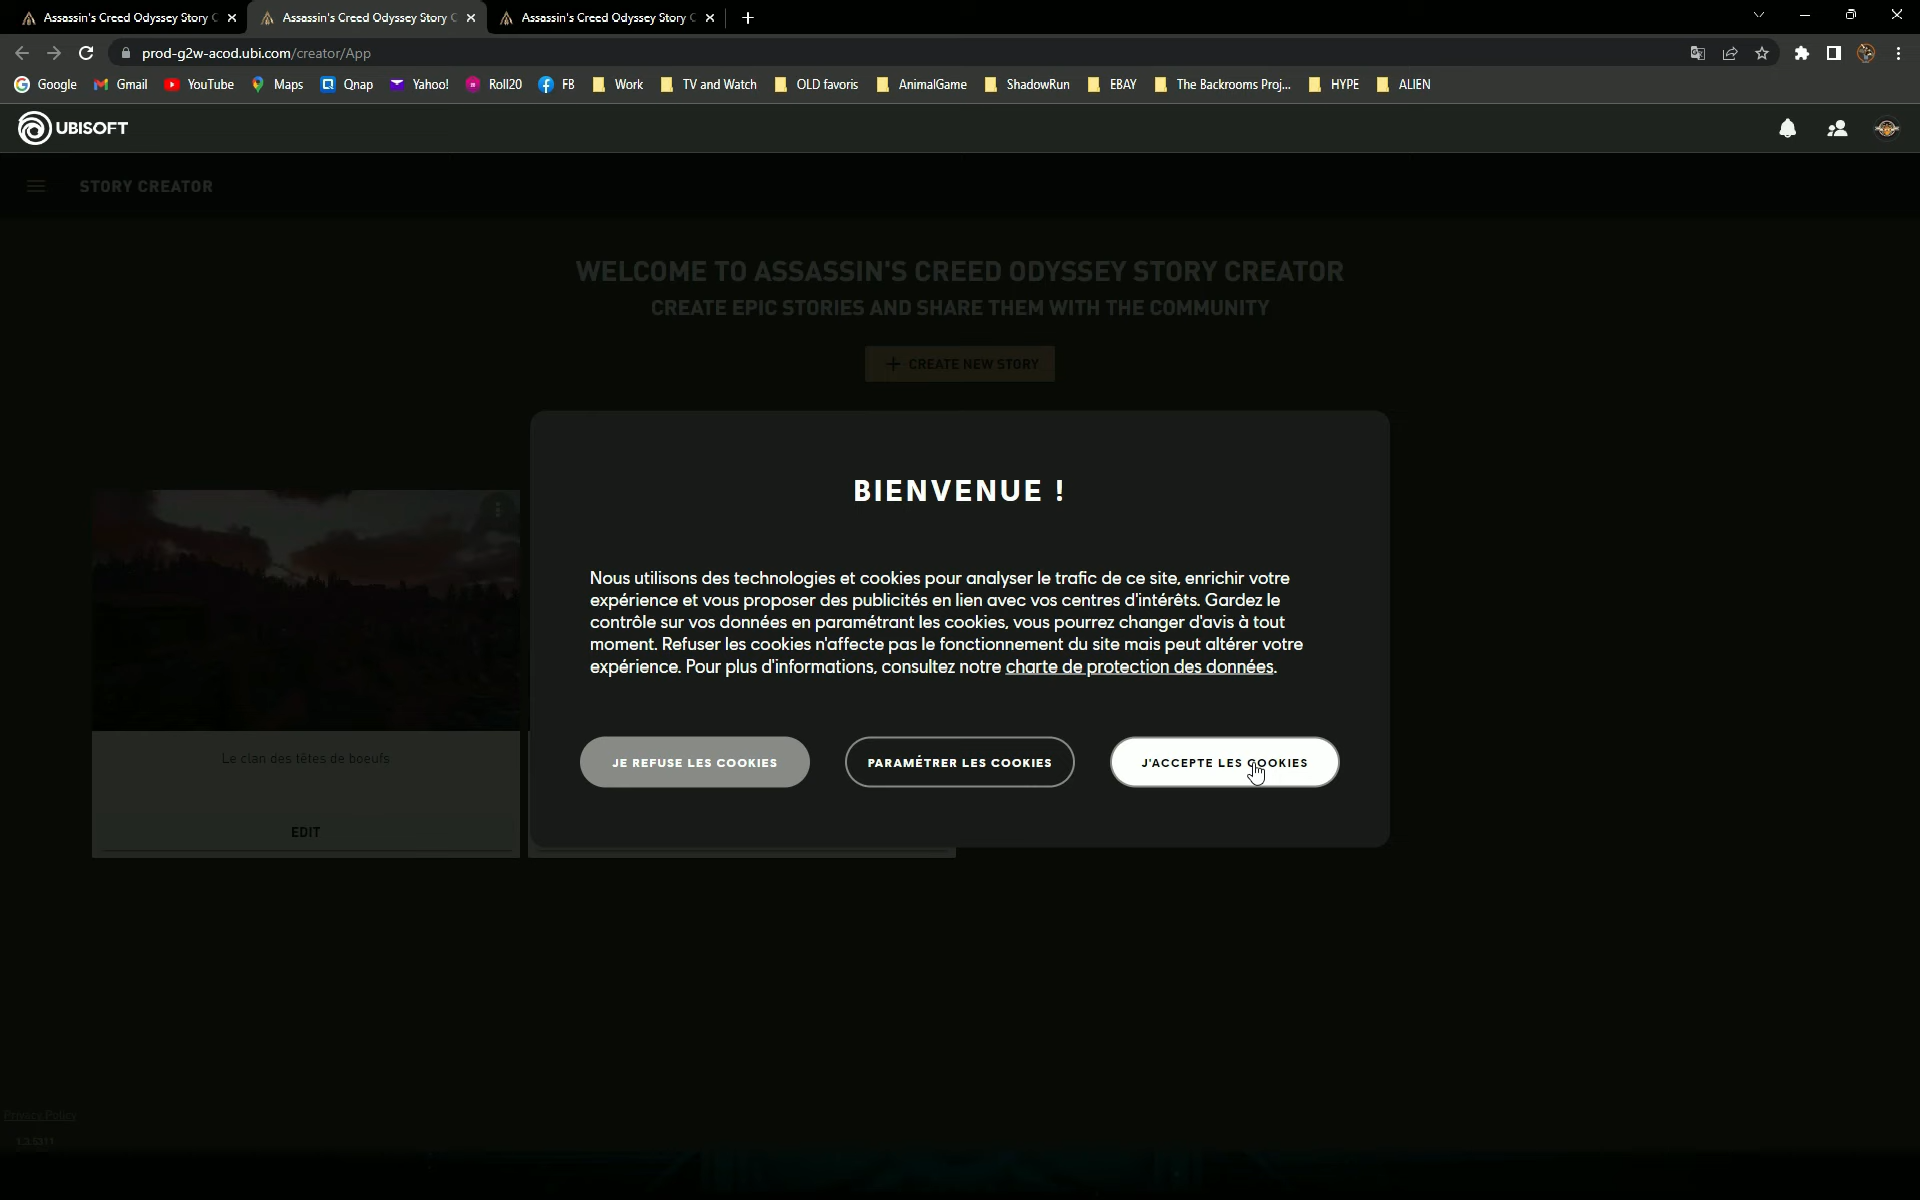 Assassin's Creed Odyssey Story C
Assassin's Creed Odyssey Story C
Assassin's Creed Odyssey Story C
prod-g2w-acod.ubi.com/creator/App
Google Gmail YouTube Maps Qnap Yahoo! Roll20 FB Work TV and Watch OLD favoris AnimalGame ShadowRun EBAY The Backrooms Proj... HYPE ALIEN
UBISOFT
STORY CREATOR
WELCOME TO ASSASSIN'S CREED ODYSSEY STORY CREATOR
CREATE EPIC STORIES AND SHARE THEM WITH THE COMMUNITY
+ CREATE NEW STORY
BIENVENUE !
Nous utilisons des technologies et cookies pour analyser le trafic de ce site, enrichir votre
expérience et vous proposer des publicités en lien avec vos centres d'intérêts. Gardez le
contrôle sur vos données en paramétrant les cookies, vous pourrez changer d'avis à tout
moment. Refuser les cookies n'affecte pas le fonctionnement du site mais peut altérer votre
expérience. Pour plus d'informations, consultez notre charte de protection des données.
JE REFUSE LES COOKIES
PARAMÉTRER LES COOKIES
J'ACCEPTE LES COOKIES
Le clan des têtes de boeufs
EDIT
Privacy Policy